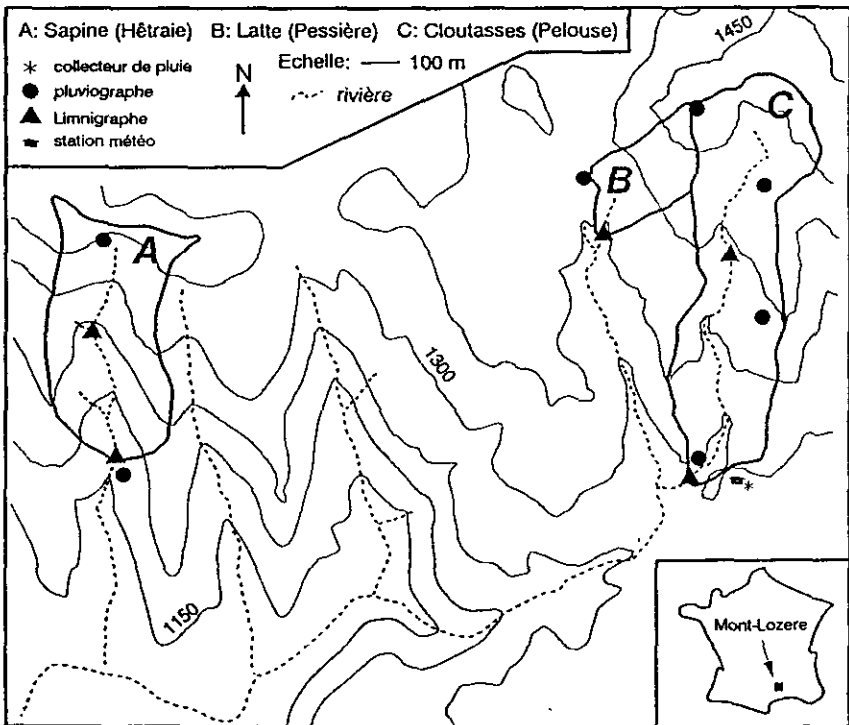 A: Sapine (Hêtraie) B: Latte (Pessière) C: Cloutasses (Pelouse)
* collecteur de pluie
pluviographe
Limnigraphe
station météo
N
Echelle: — 100 m
rivière
1450
C
B
A
1300
1150
*
Mont-Lozere